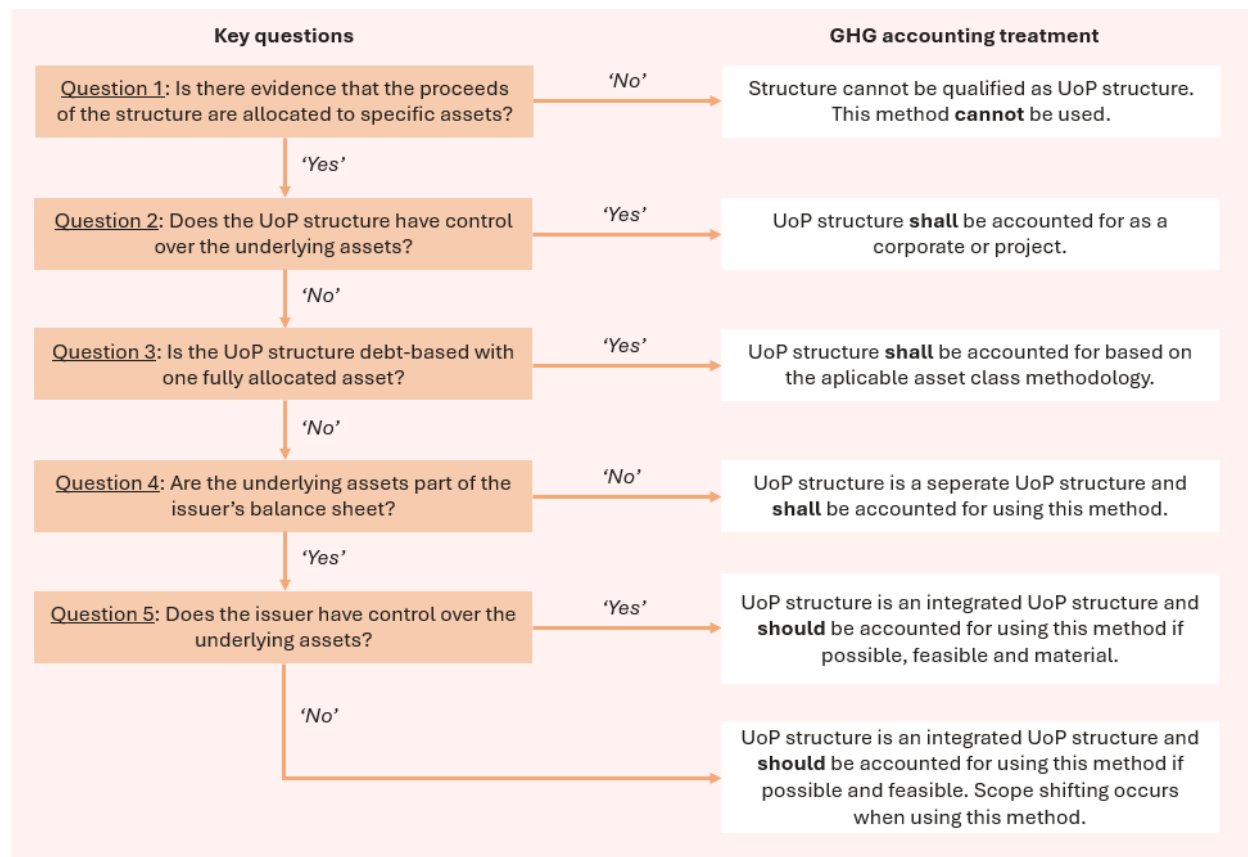 Key questions
GHG accounting treatment
Question 1: Is there evidence that the proceeds
of the structure are allocated to specific assets?
‘No’
Structure cannot be qualified as UoP structure.
This method cannot be used.
‘Yes’
Question 2: Does the UoP structure have control
over the underlying assets?
‘Yes’
UoP structure shall be accounted for as a
corporate or project.
‘No’
Question 3: Is the UoP structure debt-based with
one fully allocated asset?
‘Yes’
UoP structure shall be accounted for based on
the aplicable asset class methodology.
‘No’
Question 4: Are the underlying assets part of the
issuer’s balance sheet?
‘No’
UoP structure is a seperate UoP structure and
shall be accounted for using this method.
‘Yes’
Question 5: Does the issuer have control over the
underlying assets?
‘Yes’
UoP structure is an integrated UoP structure and
should be accounted for using this method if
possible, feasible and material.
‘No’
UoP structure is an integrated UoP structure and
should be accounted for using this method if
possible and feasible. Scope shifting occurs
when using this method.